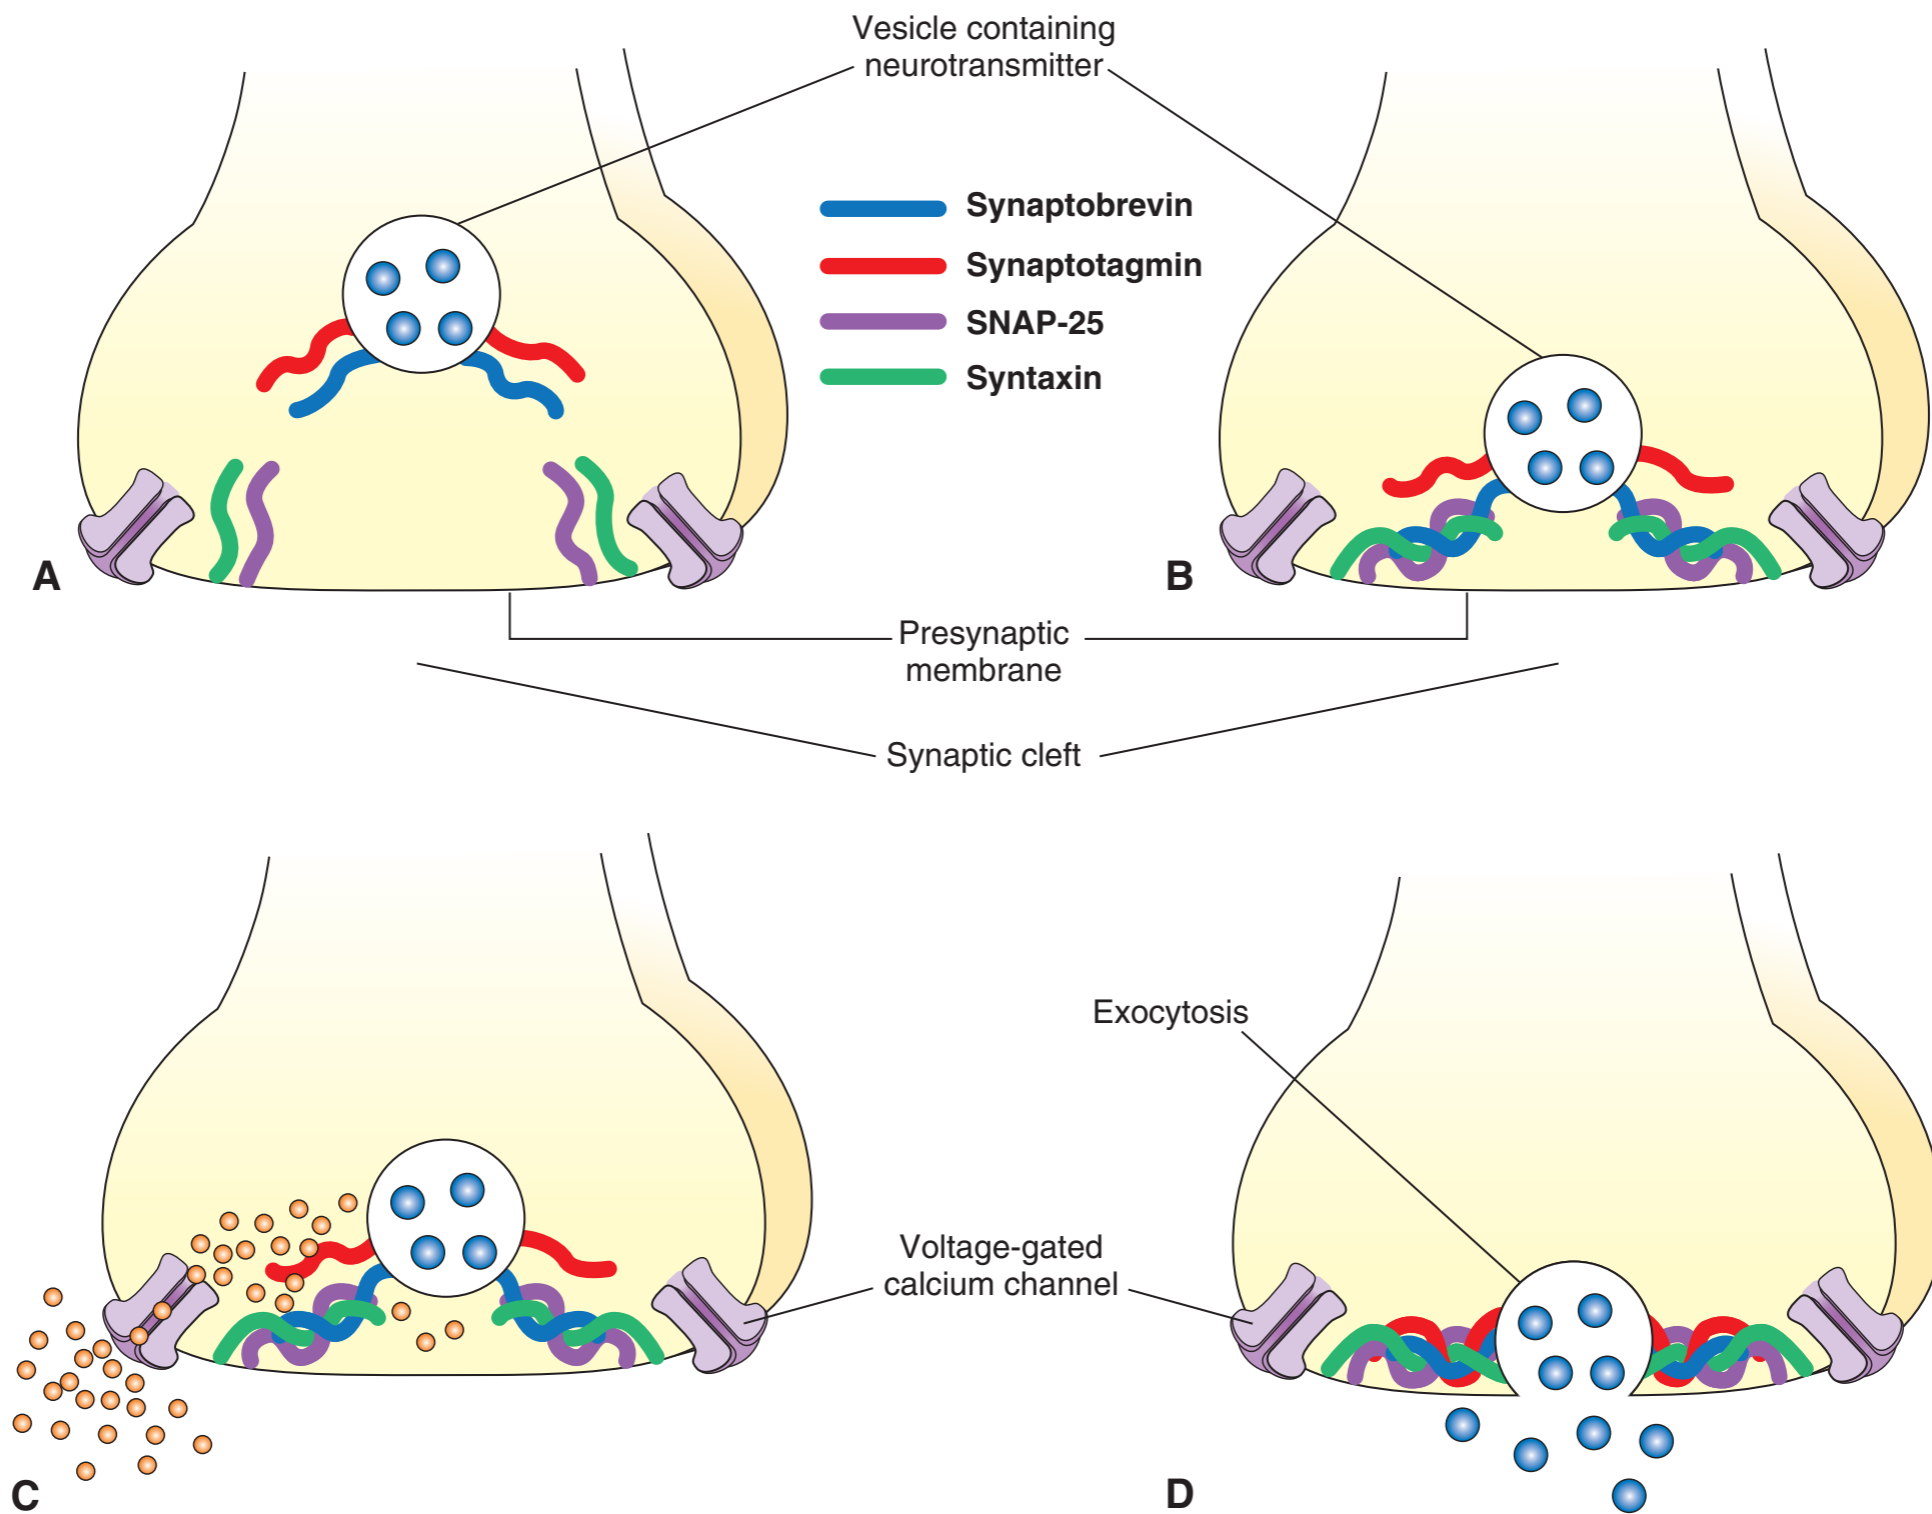 Vesicle containing
neurotransmitter
Synaptobrevin
Synaptotagmin
SNAP-25
Syntaxin
A
B
Presynaptic
membrane
Synaptic cleft
Exocytosis
Voltage-gated
calcium channel
C
D